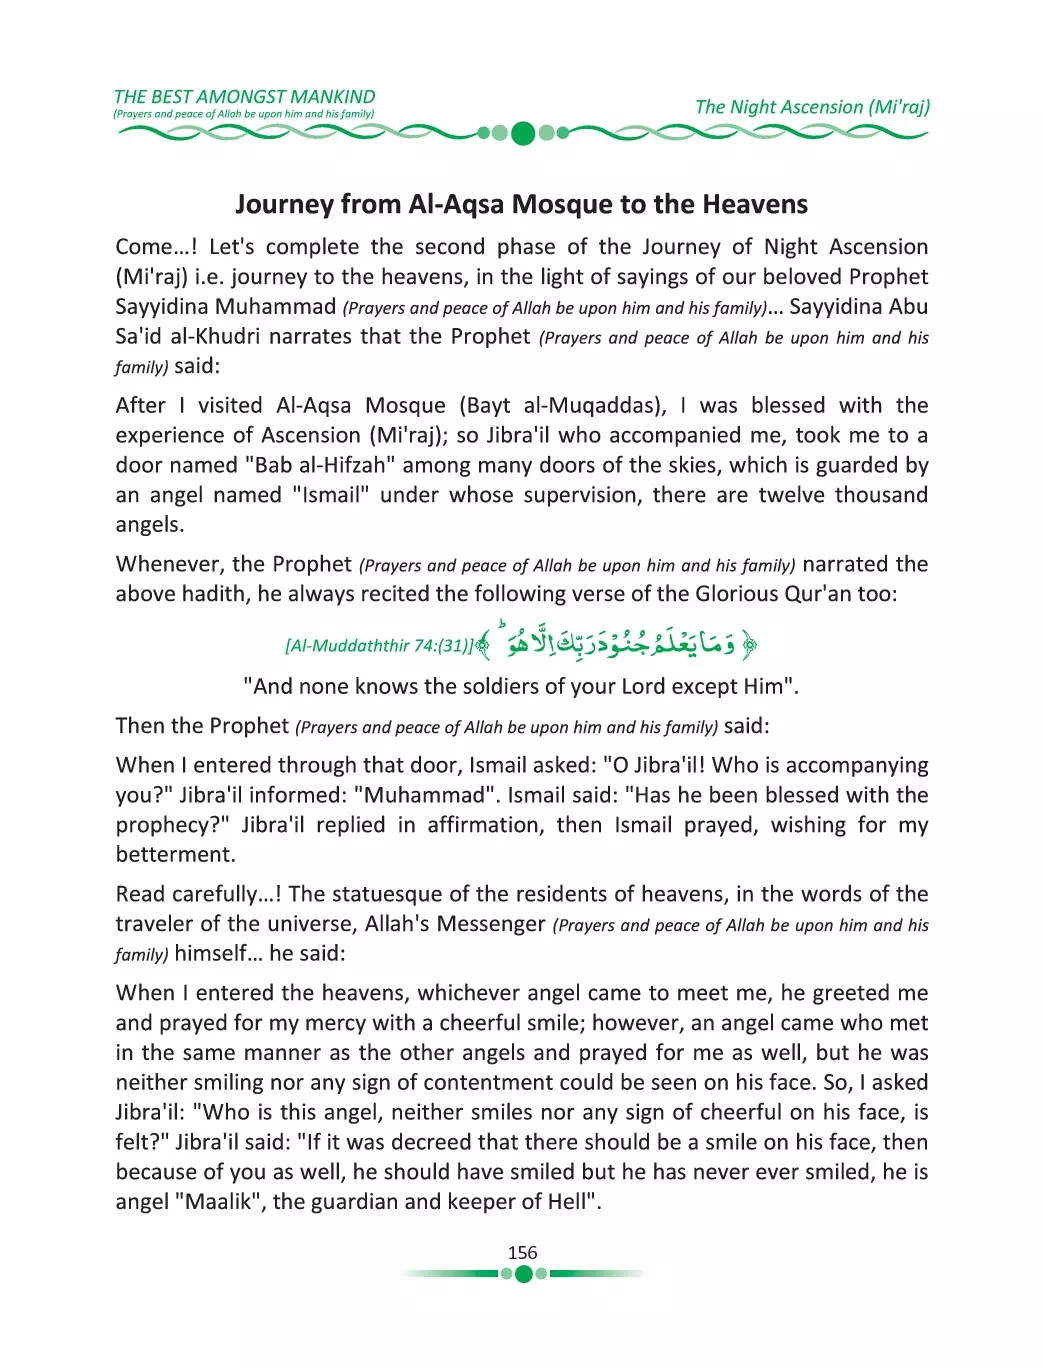 THE BEST AMONGST MANKIND
(Prayers and peace of Allah be upon him and his family)
The Night Ascension (Mi'raj)
Journey from Al-Aqsa Mosque to the Heavens
Come...! Let's complete the second phase of the Journey of Night Ascension
(Mi'raj) i.e. journey to the heavens, in the light of sayings of our beloved Prophet
Sayyidina Muhammad (Prayers and peace of Allah be upon him and his family)... Sayyidina Abu
Sa'id al-Khudri narrates that the Prophet (Prayers and peace of Allah be upon him and his
family) said:
After I visited Al-Aqsa Mosque (Bayt al-Muqaddas), I was blessed with the
experience of Ascension (Mi'raj); so Jibra'il who accompanied me, took me to a
door named "Bab al-Hifzah" among many doors of the skies, which is guarded by
an angel named "Ismail" under whose supervision, there are twelve thousand
angels.
Whenever, the Prophet (Prayers and peace of Allah be upon him and his family) narrated the
above hadith, he always recited the following verse of the Glorious Qur'an too:
﴿ وَمَا يَعْلَمُ جُنُوْدَ رَبِّكَ اِلَّا هُوَ ؕ ﴾ [Al-Muddaththir 74:(31)]
"And none knows the soldiers of your Lord except Him".
Then the Prophet (Prayers and peace of Allah be upon him and his family) said:
When I entered through that door, Ismail asked: "O Jibra'il! Who is accompanying
you?" Jibra'il informed: "Muhammad". Ismail said: "Has he been blessed with the
prophecy?" Jibra'il replied in affirmation, then Ismail prayed, wishing for my
betterment.
Read carefully...! The statuesque of the residents of heavens, in the words of the
traveler of the universe, Allah's Messenger (Prayers and peace of Allah be upon him and his
family) himself... he said:
When I entered the heavens, whichever angel came to meet me, he greeted me
and prayed for my mercy with a cheerful smile; however, an angel came who met
in the same manner as the other angels and prayed for me as well, but he was
neither smiling nor any sign of contentment could be seen on his face. So, I asked
Jibra'il: "Who is this angel, neither smiles nor any sign of cheerful on his face, is
felt?" Jibra'il said: "If it was decreed that there should be a smile on his face, then
because of you as well, he should have smiled but he has never ever smiled, he is
angel "Maalik", the guardian and keeper of Hell".
156